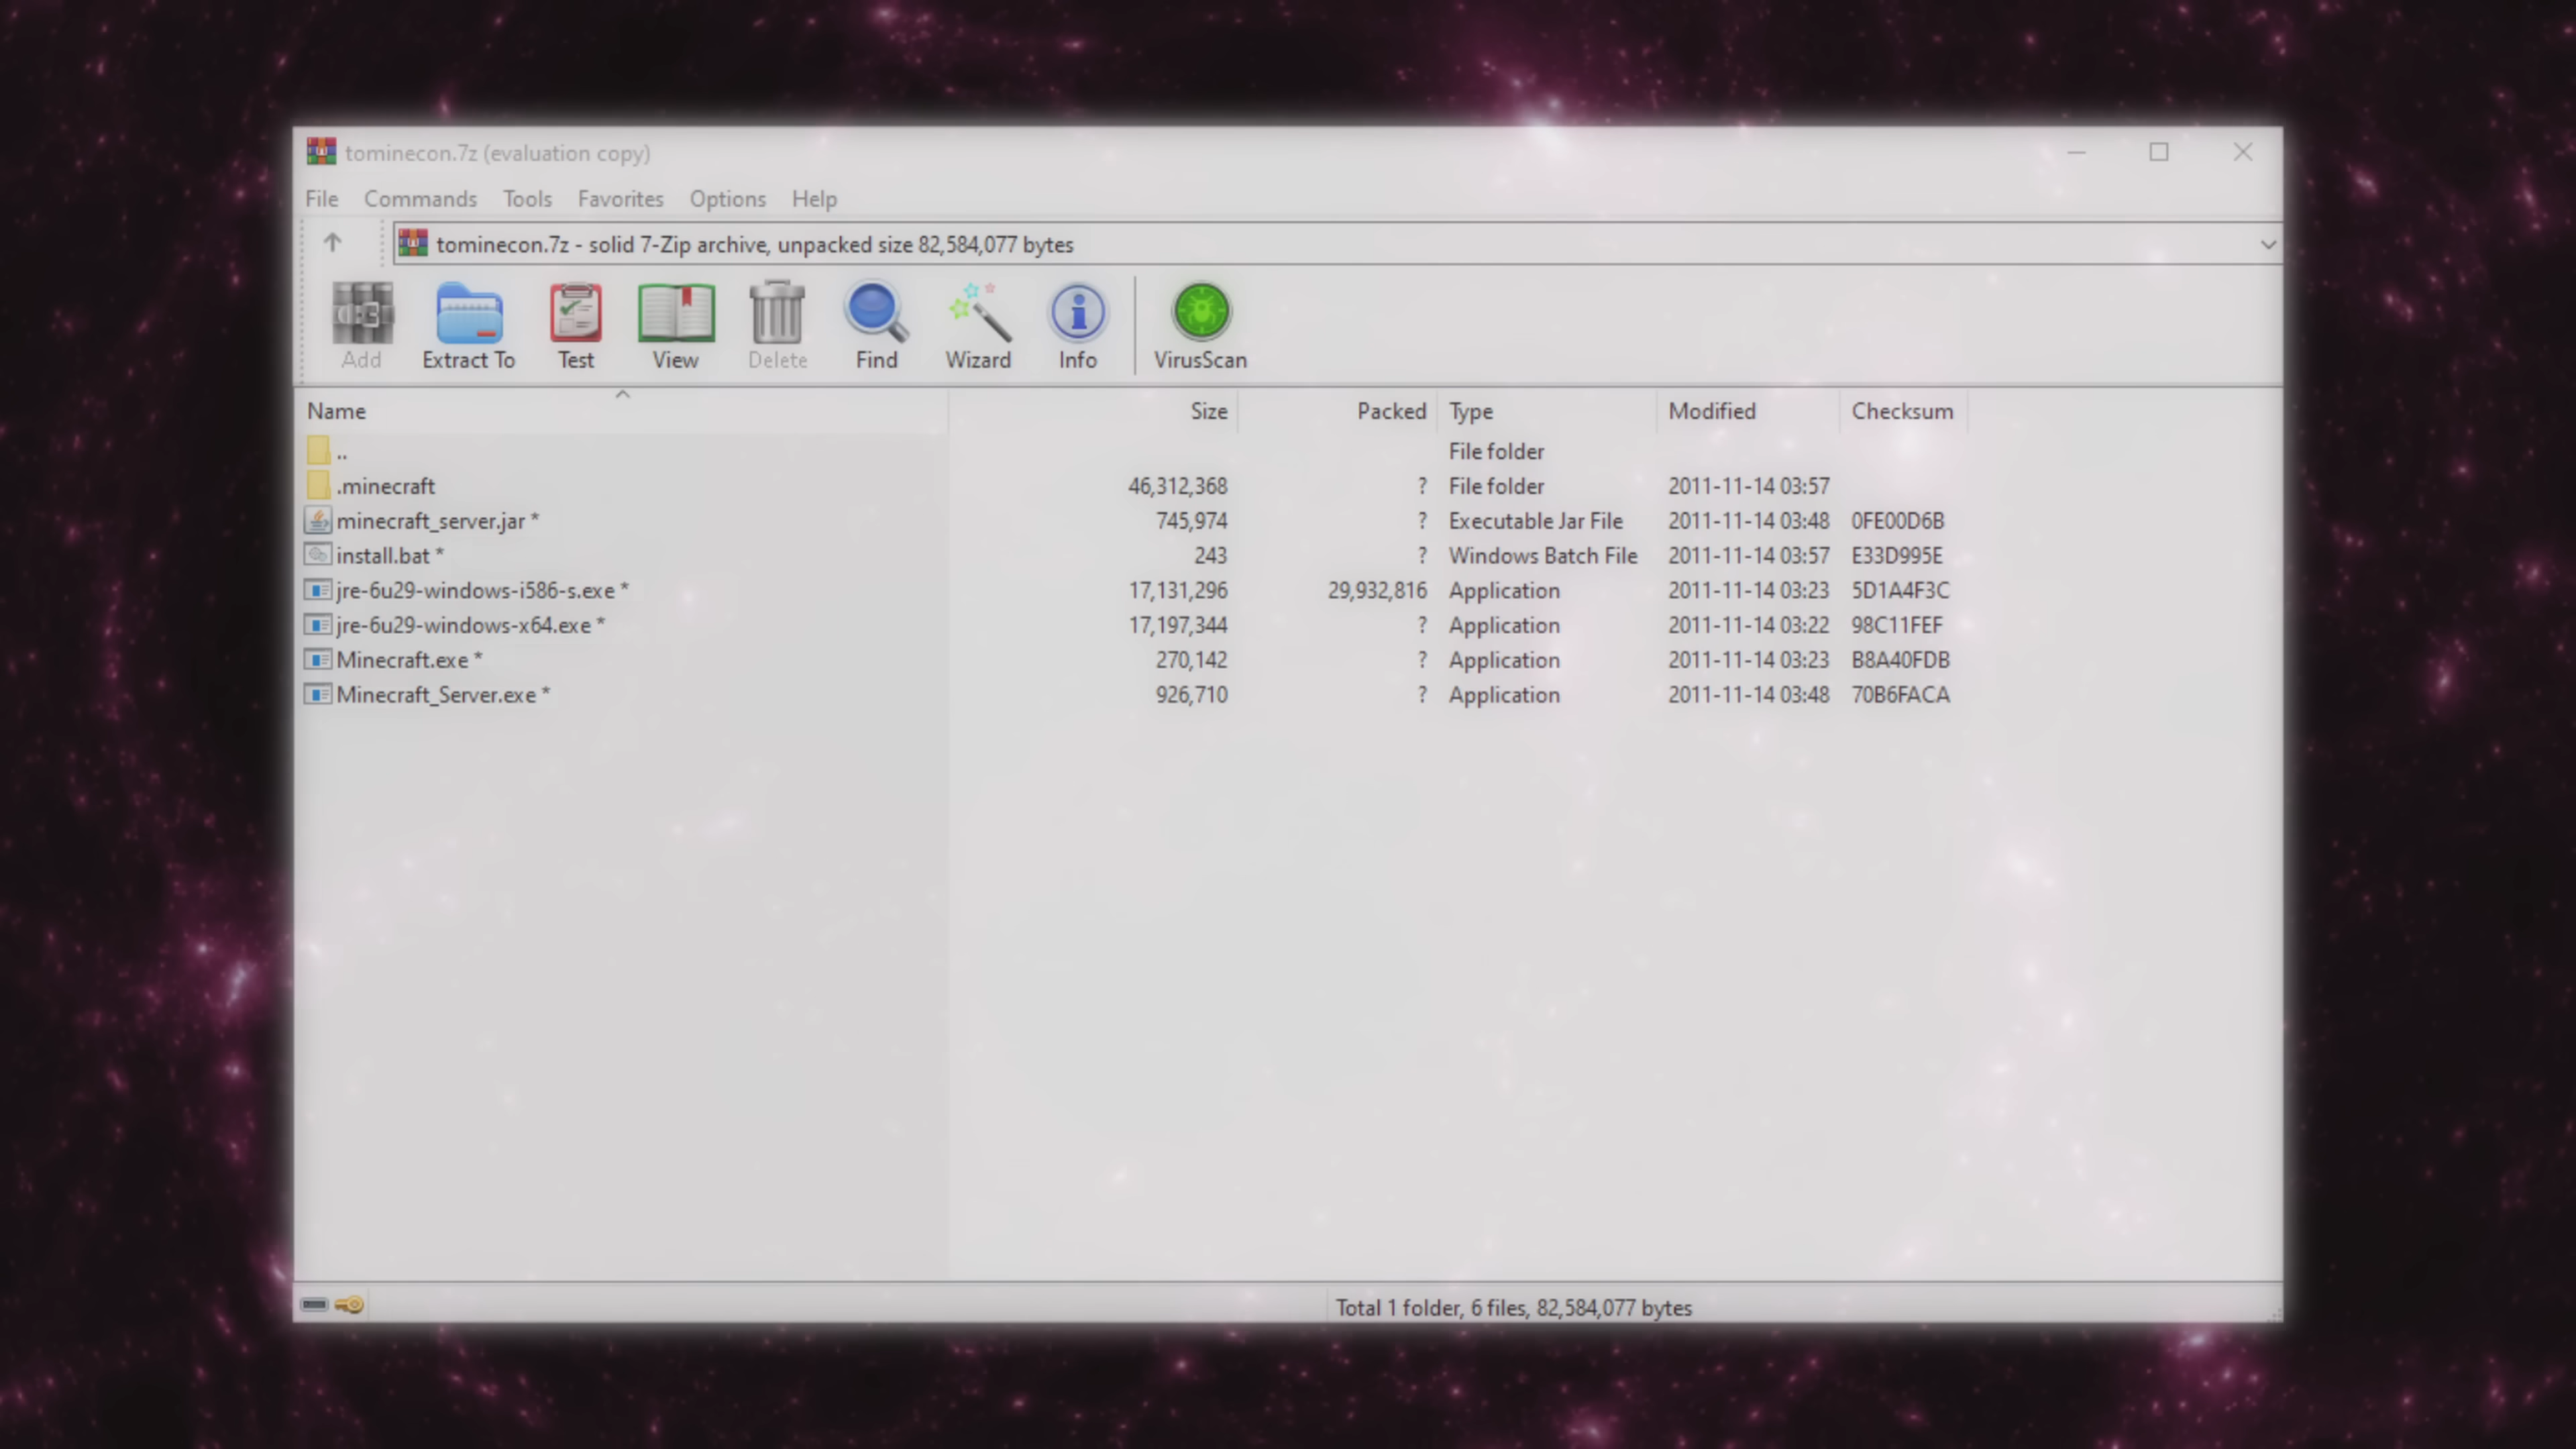 tominecon.7z (evaluation copy)
File Commands Tools Favorites Options Help
tominecon.7z - solid 7-Zip archive, unpacked size 82,584,077 bytes
Add Extract To Test View Delete Find Wizard Info VirusScan
Name Size Packed Type Modified Checksum
.. File folder
.minecraft 46,312,368 ? File folder 2011-11-14 03:57
minecraft_server.jar * 745,974 ? Executable Jar File 2011-11-14 03:48 0FE00D6B
install.bat * 243 ? Windows Batch File 2011-11-14 03:57 E33D995E
jre-6u29-windows-i586-s.exe * 17,131,296 29,932,816 Application 2011-11-14 03:23 5D1A4F3C
jre-6u29-windows-x64.exe * 17,197,344 ? Application 2011-11-14 03:22 98C11FEF
Minecraft.exe * 270,142 ? Application 2011-11-14 03:23 B8A40FDB
Minecraft_Server.exe * 926,710 ? Application 2011-11-14 03:48 70B6FACA
Total 1 folder, 6 files, 82,584,077 bytes